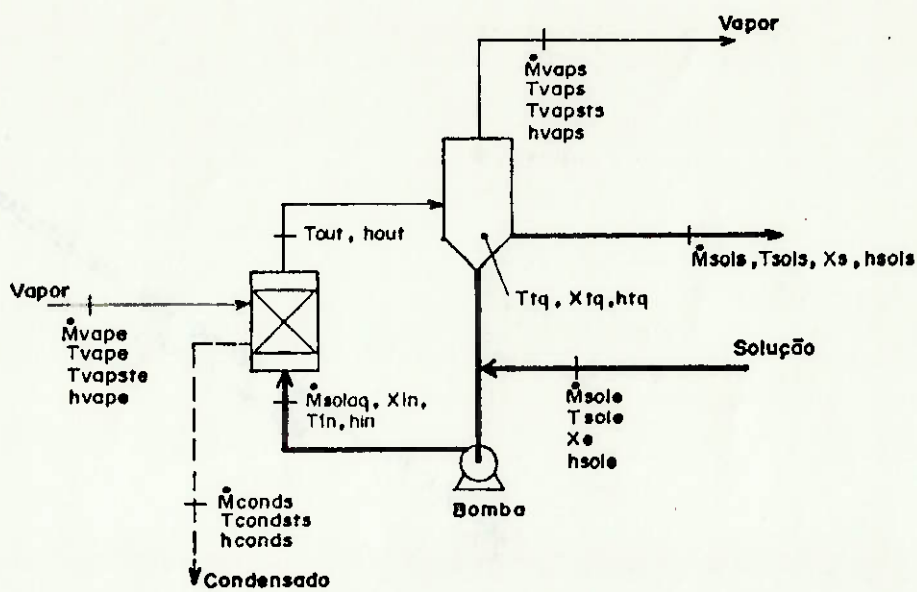 Vapor
Ṁvaps
Tvaps
Tvapsts
hvaps
Tout, hout
Ṁsols, Tsols, Xs, hsols
Ttq, Xtq, htq
Vapor
Ṁvape
Tvape
Tvapste
hvape
Solução
Ṁsolaq, XIn,
TIn, hin
Ṁsole
Tsole
Xe
hsole
Bomba
Ṁconds
Tcondsts
hconds
Condensado